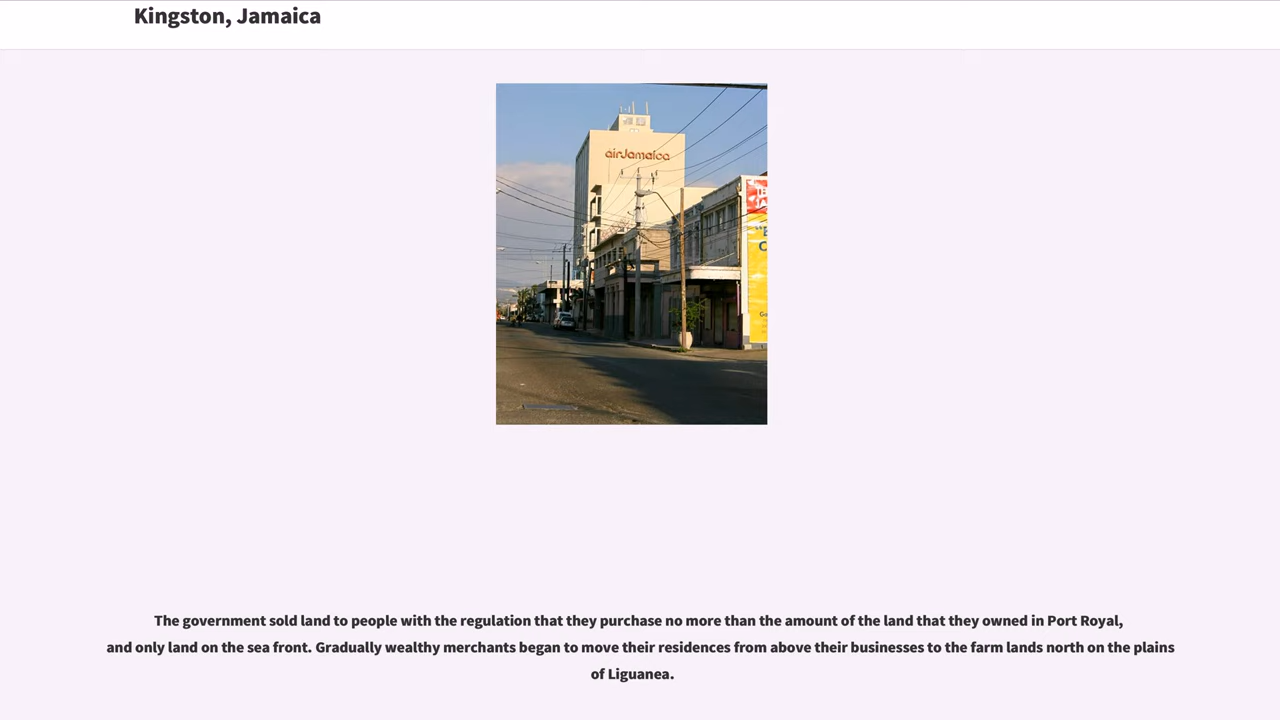 Kingston, Jamaica
airJamaica
The government sold land to people with the regulation that they purchase no more than the amount of the land that they owned in Port Royal,
and only land on the sea front. Gradually wealthy merchants began to move their residences from above their businesses to the farm lands north on the plains
of Liguanea.